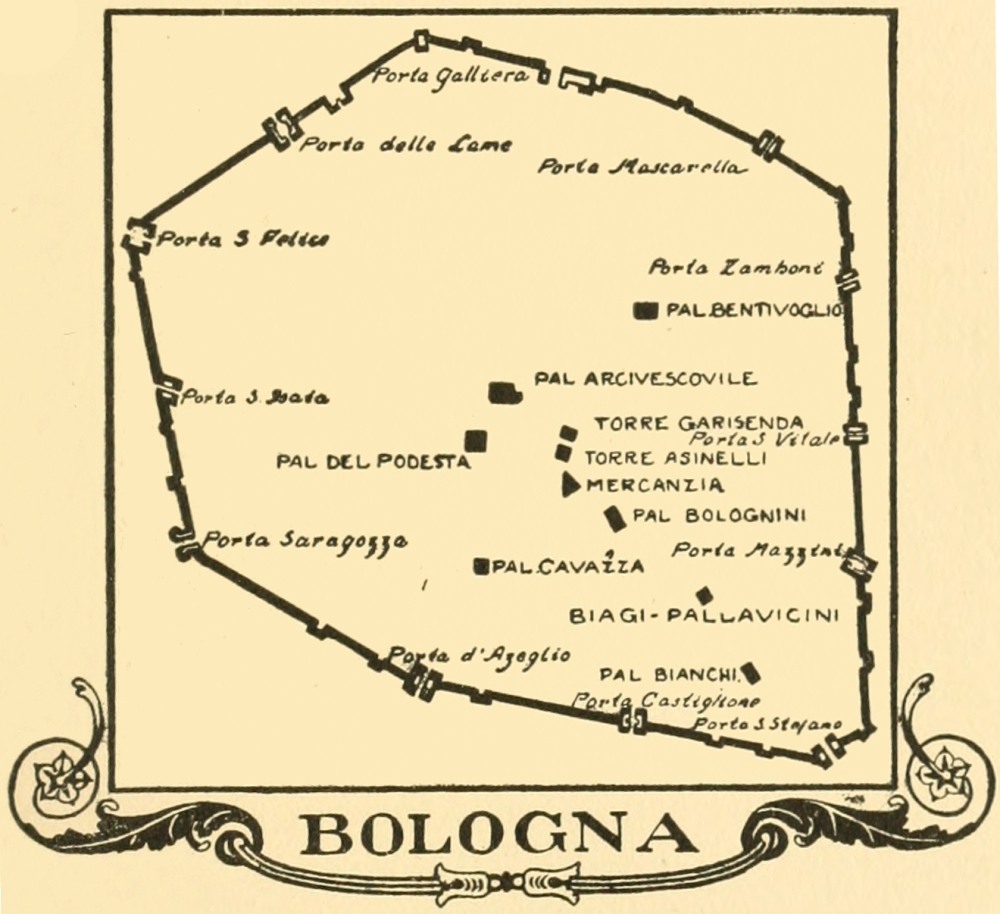 Porta Galliera
Porta delle Lame
Porta Mascarella
Porta S Felice
Porta Zamboni
PAL.BENTIVOGLIO
PAL ARCIVESCOVILE
Porta S. Isaia
TORRE GARISENDA
Porta S Vitale
PAL DEL PODESTA
TORRE ASINELLI
MERCANZIA
PAL BOLOGNINI
Porta Saragozza
Porta Mazzini
PAL.CAVAZZA
BIAGI-PALLAVICINI
Porta d'Azeglio
PAL BIANCHI.
Porta Castiglione
Porta S.Stefano
BOLOGNA